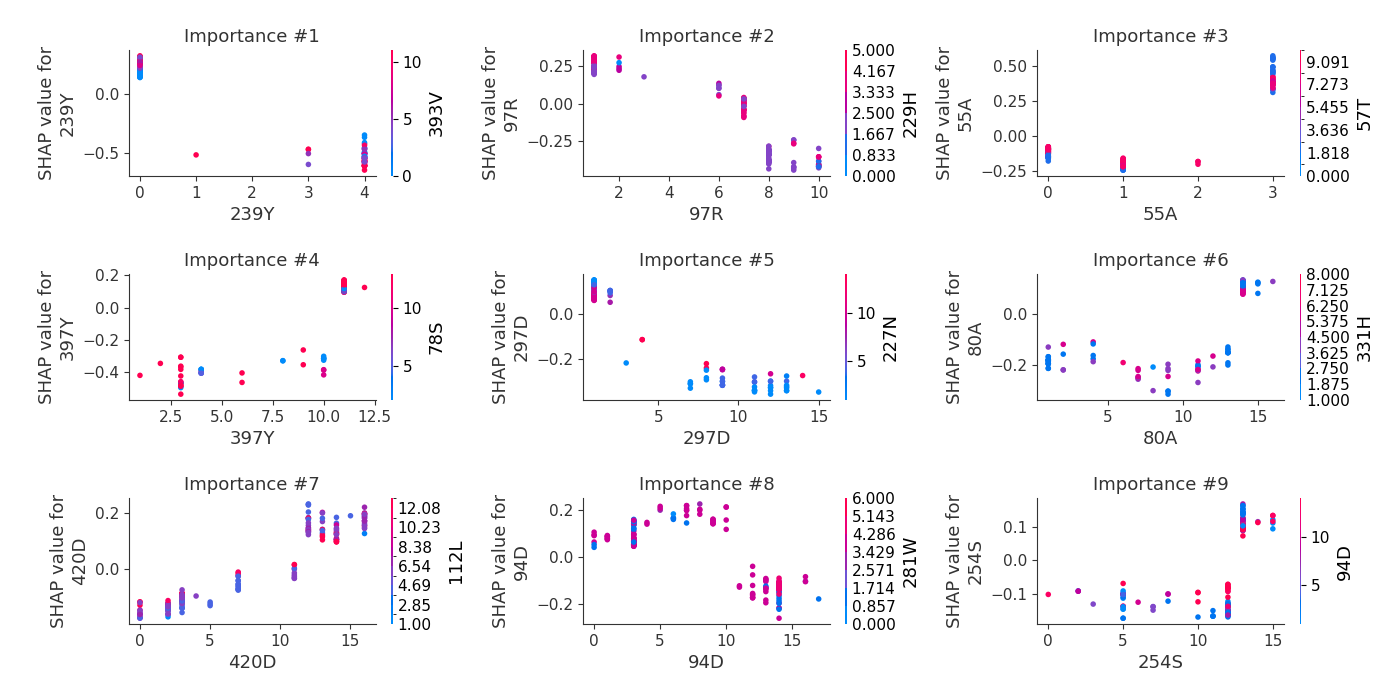 Importance #1
SHAP value for
239Y
0.0
−0.5
0 1 2 3 4
239Y
10
5
0
393V
Importance #2
SHAP value for
97R
0.25
0.00
−0.25
2 4 6 8 10
97R
5.000
4.167
3.333
2.500
1.667
0.833
0.000
229H
Importance #3
SHAP value for
55A
0.50
0.25
0.00
−0.25
0 1 2 3
55A
9.091
7.273
5.455
3.636
1.818
0.000
57T
Importance #4
SHAP value for
397Y
0.2
0.0
−0.2
−0.4
2.5 5.0 7.5 10.0 12.5
397Y
10
5
78S
Importance #5
SHAP value for
297D
0.0
−0.2
5 10 15
297D
10
5
227N
Importance #6
SHAP value for
80A
0.0
−0.2
5 10 15
80A
8.000
7.125
6.250
5.375
4.500
3.625
2.750
1.875
1.000
331H
Importance #7
SHAP value for
420D
0.2
0.0
0 5 10 15
420D
12.08
10.23
8.38
6.54
4.69
2.85
1.00
112L
Importance #8
SHAP value for
94D
0.2
0.0
−0.2
0 5 10 15
94D
6.000
5.143
4.286
3.429
2.571
1.714
0.857
0.000
281W
Importance #9
SHAP value for
254S
0.1
0.0
−0.1
0 5 10 15
254S
10
5
94D